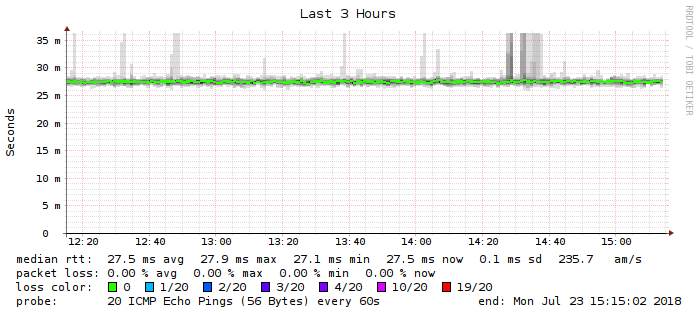 Last 3 Hours
RRDTOOL / TOBI OETIKER
Seconds
35 m
30 m
25 m
20 m
15 m
10 m
5 m
0
12:20 12:40 13:00 13:20 13:40 14:00 14:20 14:40 15:00
median rtt: 27.5 ms avg 27.9 ms max 27.1 ms min 27.5 ms now 0.1 ms sd 235.7 am/s
packet loss: 0.00 % avg 0.00 % max 0.00 % min 0.00 % now
loss color: 0 1/20 2/20 3/20 4/20 10/20 19/20
probe: 20 ICMP Echo Pings (56 Bytes) every 60s end: Mon Jul 23 15:15:02 2018